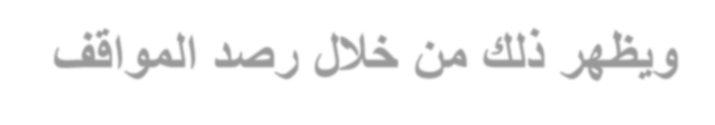 ويظهر ذلك من خلال رصد المواقف